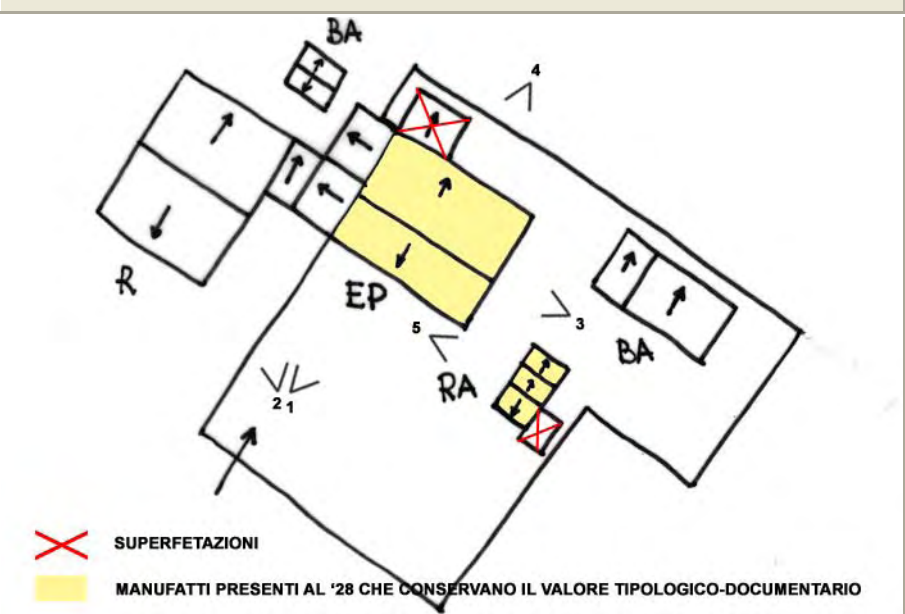 BA
4
R
EP
3
5
BA
RA
2 1
SUPERFETAZIONI
MANUFATTI PRESENTI AL '28 CHE CONSERVANO IL VALORE TIPOLOGICO-DOCUMENTARIO